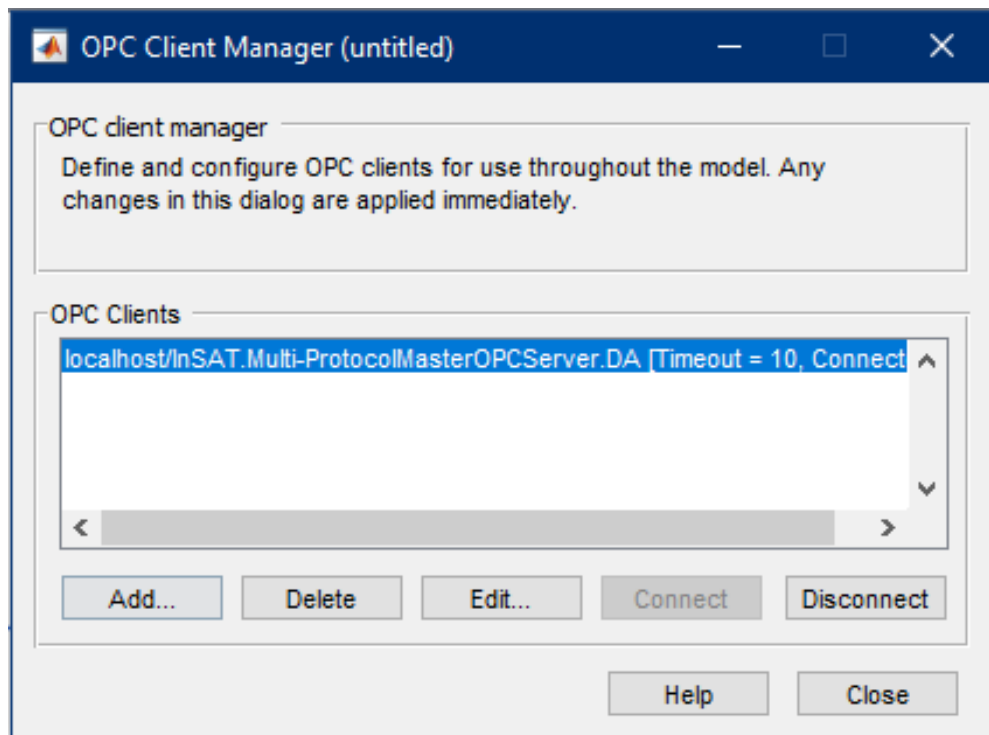 OPC Client Manager (untitled)
OPC client manager
Define and configure OPC clients for use throughout the model. Any
changes in this dialog are applied immediately.
OPC Clients
localhost/InSAT.Multi-ProtocolMasterOPCServer.DA [Timeout = 10, Connect
Add... Delete Edit... Connect Disconnect
Help Close